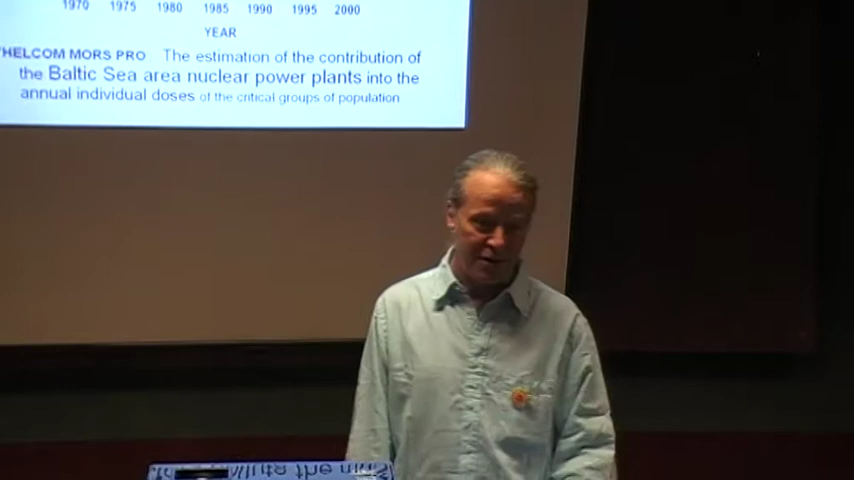 1970 1975 1980 1985 1990 1995 2000
YEAR
HELCOM MORS PRO The estimation of the contribution of
the Baltic Sea area nuclear power plants into the
annual individual doses of the critical groups of population